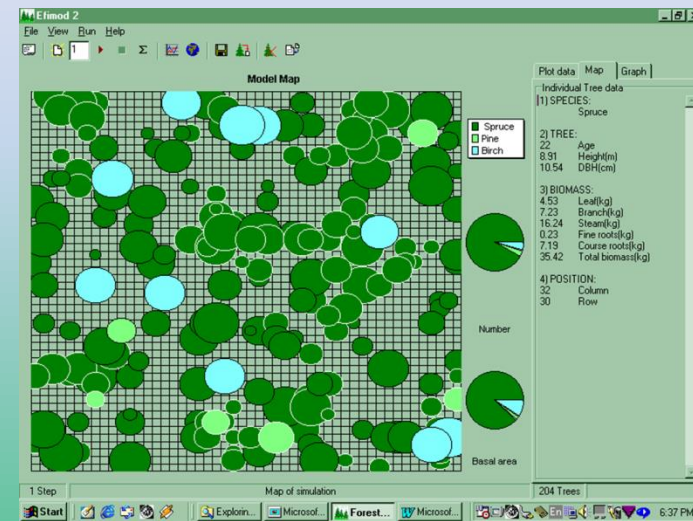 Efimod 2
File View Run Help
1 Σ
Model Map
Spruce
Pine
Birch
Number
Basal area
Plot data Map Graph
Individual Tree data
1) SPECIES:
Spruce
2) TREE:
22 Age
8.91 Height(m)
10.54 DBH(cm)
3) BIOMASS:
4.53 Leaf(kg)
7.23 Branch(kg)
16.24 Steam(kg)
0.23 Fine roots(kg)
7.19 Course roots(kg)
35.42 Total biomass(kg)
4) POSITION:
32 Column
30 Row
1 Step Map of simulation 204 Trees
Start Explorin... Microsof... Forest... Microsof... En 6:37 PM